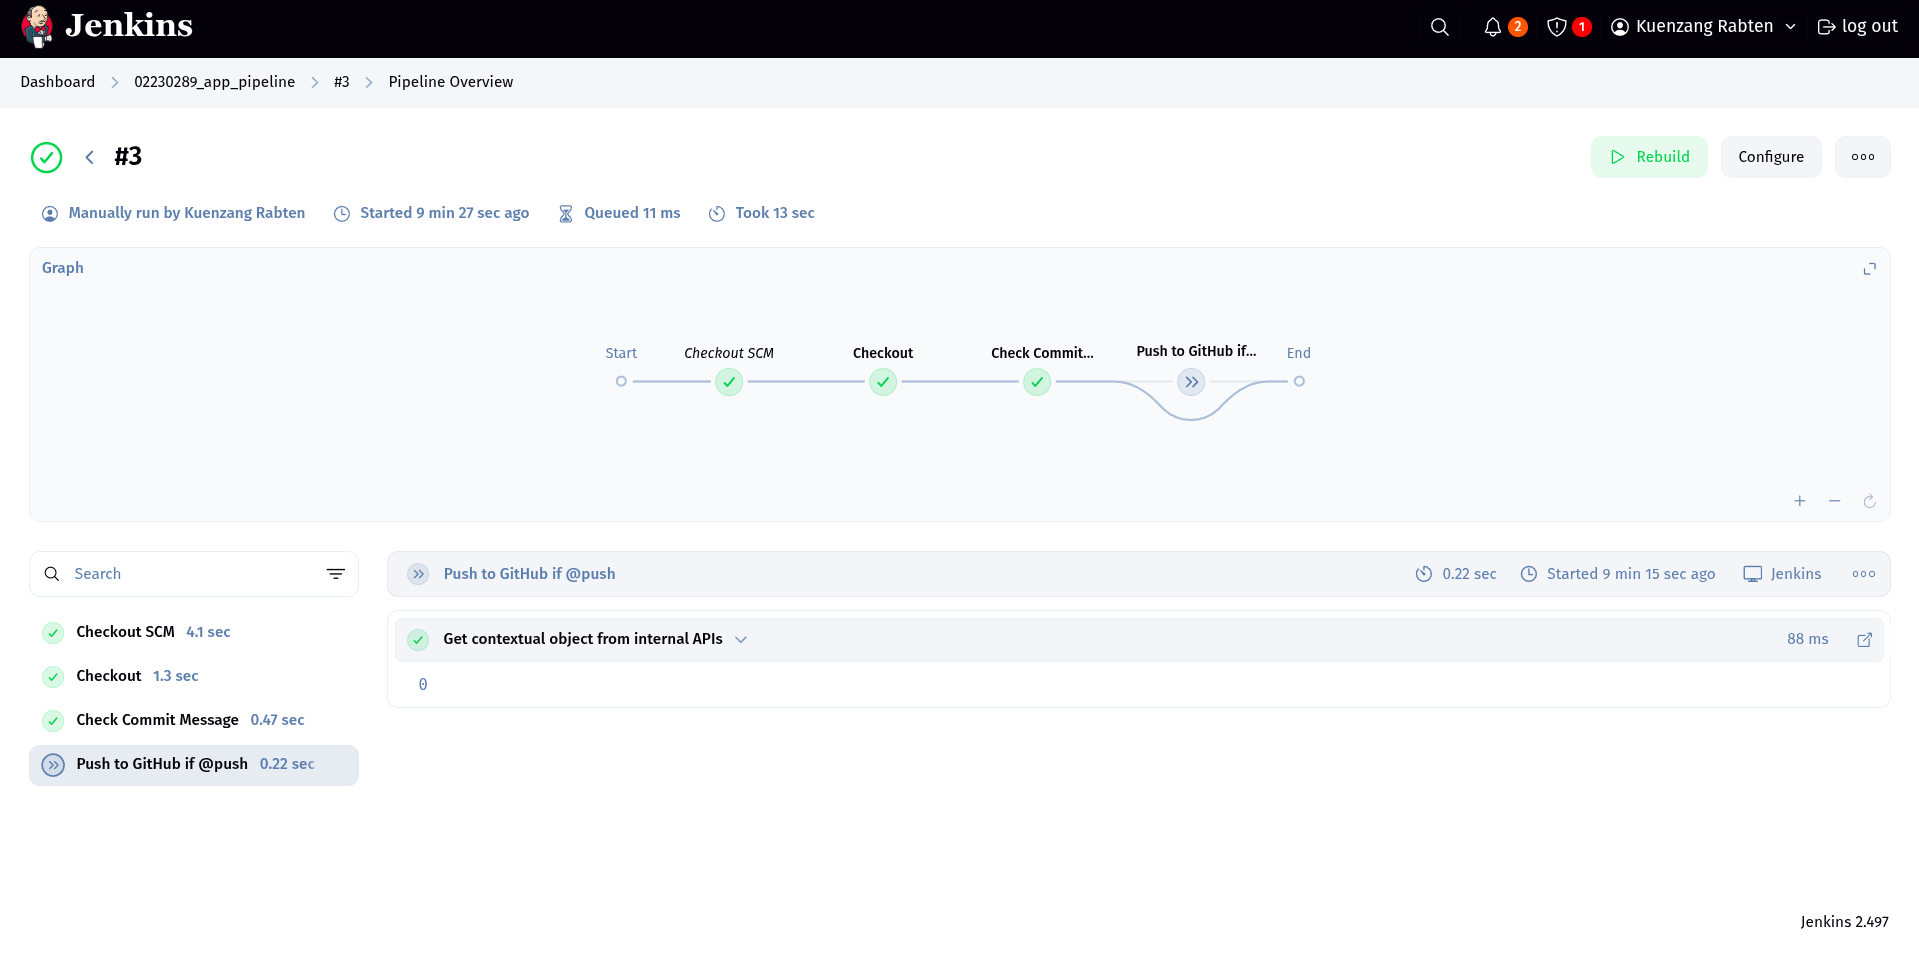 Jenkins
2
1
Kuenzang Rabten
log out
Dashboard
02230289_app_pipeline
#3
Pipeline Overview
#3
Rebuild
Configure
Manually run by Kuenzang Rabten
Started 9 min 27 sec ago
Queued 11 ms
Took 13 sec
Graph
Start
Checkout SCM
Checkout
Check Commit...
Push to GitHub if...
End
Search
Checkout SCM 4.1 sec
Checkout 1.3 sec
Check Commit Message 0.47 sec
Push to GitHub if @push 0.22 sec
Push to GitHub if @push
0.22 sec
Started 9 min 15 sec ago
Jenkins
Get contextual object from internal APIs
88 ms
0
Jenkins 2.497